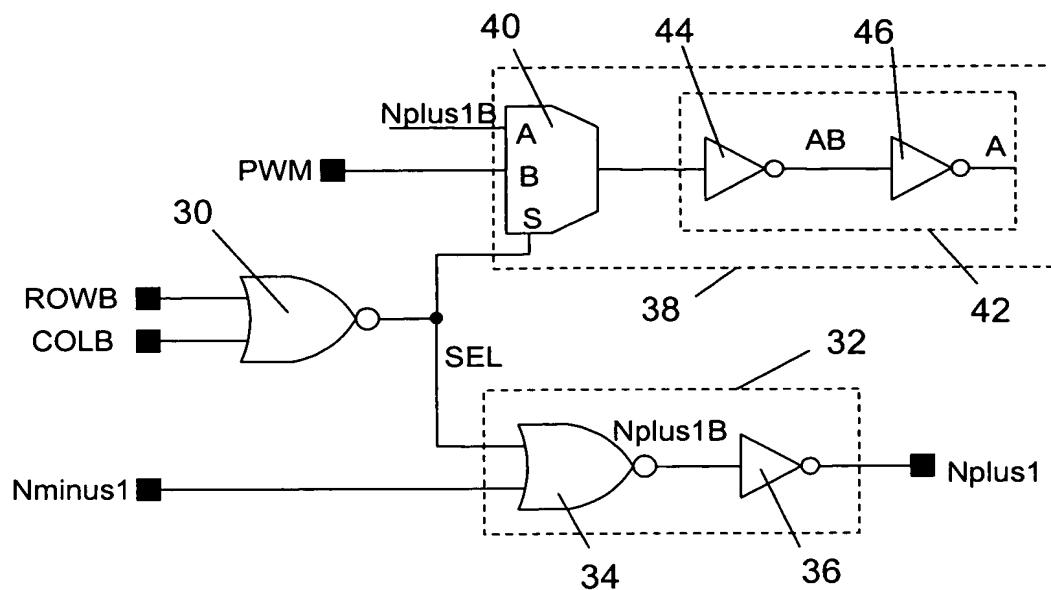 40
44
46
Nplus1B
A
AB
A
PWM
B
30
S
ROWB
38
42
COLB
SEL
32
Nplus1B
Nminus1
Nplus1
34
36